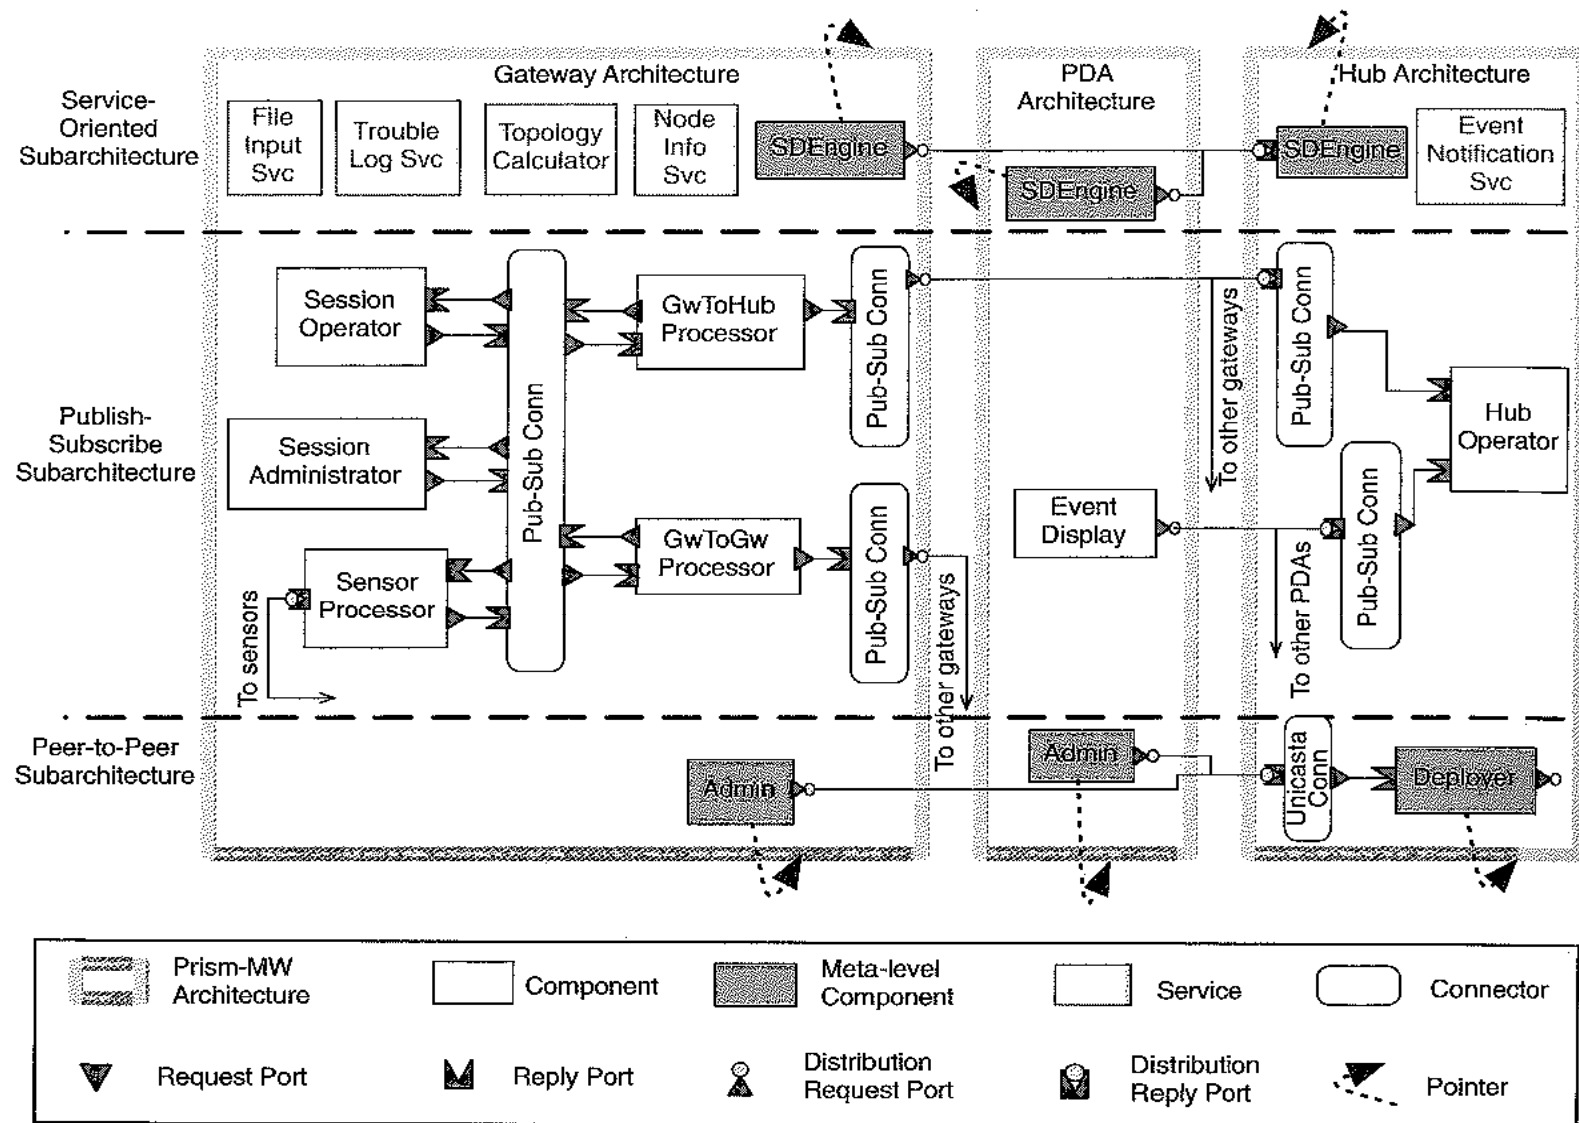 Gateway Architecture
PDA
Architecture
Hub Architecture
Service-
Oriented
Subarchitecture
File
Input
Svc
Trouble
Log Svc
Topology
Calculator
Node
Info
Svc
SDEngine
SDEngine
SDEngine
Event
Notification
Svc
Publish-
Subscribe
Subarchitecture
Session
Operator
Session
Administrator
Sensor
Processor
To sensors
Pub-Sub Conn
GwToHub
Processor
GwToGw
Processor
Pub-Sub Conn
Pub-Sub Conn
To other gateways
Event
Display
To other gateways
To other PDAs
Pub-Sub Conn
Pub-Sub Conn
Hub
Operator
Peer-to-Peer
Subarchitecture
Admin
Admin
Unicasta
Conn
Deployer
Prism-MW
Architecture
Component
Meta-level
Component
Service
Connector
Request Port
Reply Port
Distribution
Request Port
Distribution
Reply Port
Pointer